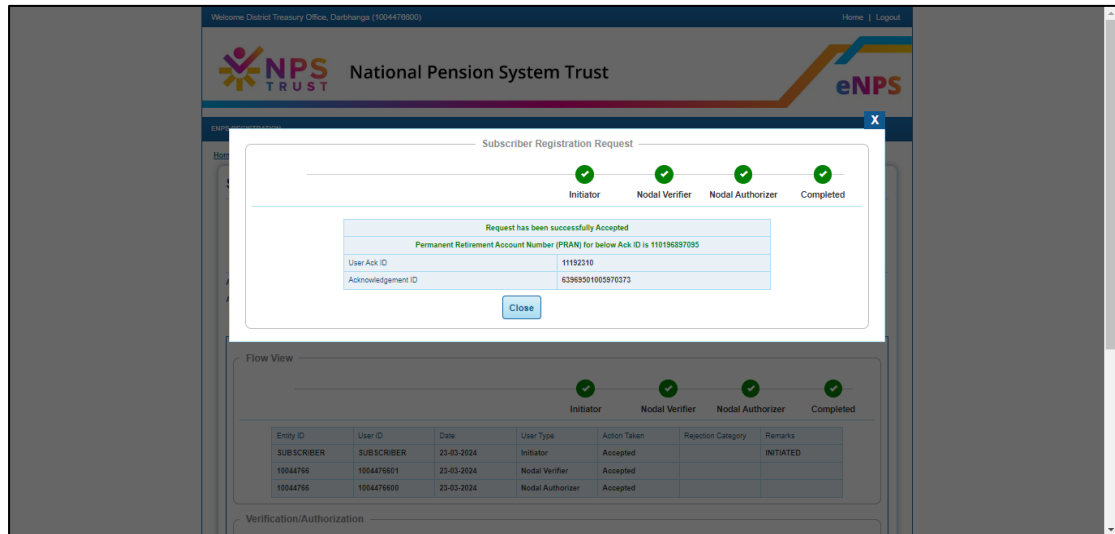 Welcome District Treasury Office, Darbhanga (1004476600) Home | Logout
NPS TRUST National Pension System Trust eNPS
X
Subscriber Registration Request
Initiator Nodal Verifier Nodal Authorizer Completed
Request has been successfully Accepted
Permanent Retirement Account Number (PRAN) for below Ack ID is 110196897095
User Ack ID 11192310
Acknowledgement ID 63969501005970373
Close
Flow View
Initiator Nodal Verifier Nodal Authorizer Completed
Entity ID User ID Date User Type Action Taken Rejection Category Remarks
SUBSCRIBER SUBSCRIBER 23-03-2024 Initiator Accepted INITIATED
10044766 1004476601 23-03-2024 Nodal Verifier Accepted
10044766 1004476600 23-03-2024 Nodal Authorizer Accepted
Verification/Authorization